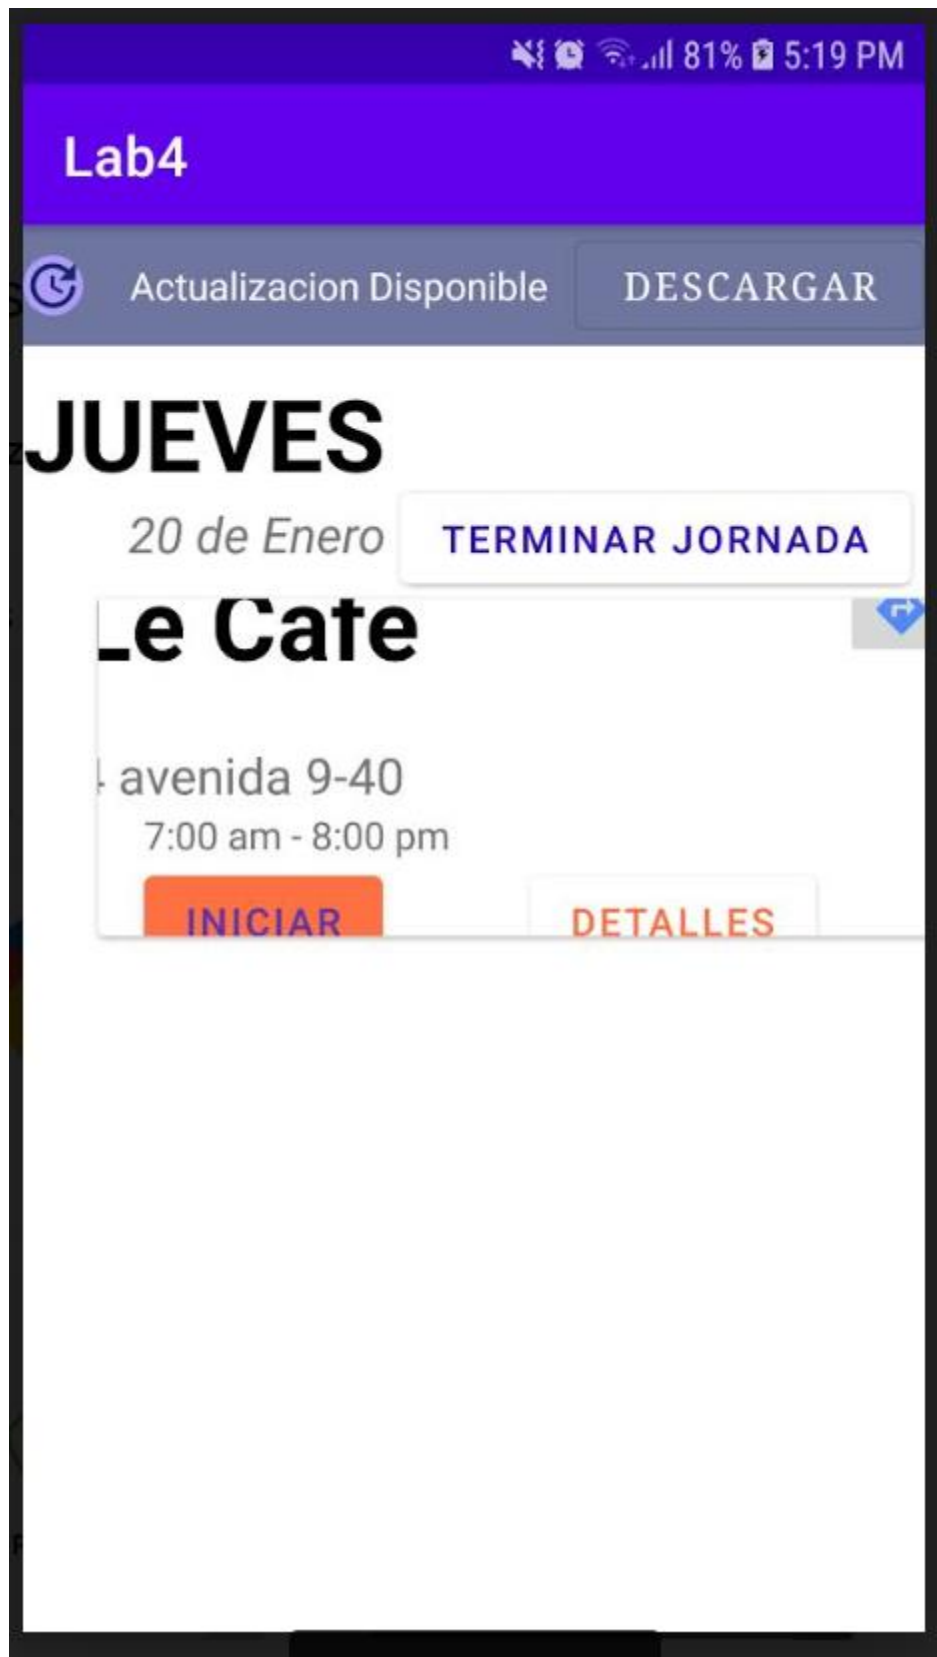 81% 5:19 PM
Lab4
Actualizacion Disponible DESCARGAR
JUEVES
20 de Enero TERMINAR JORNADA
Le Cafe
avenida 9-40
7:00 am - 8:00 pm
INICIAR DETALLES